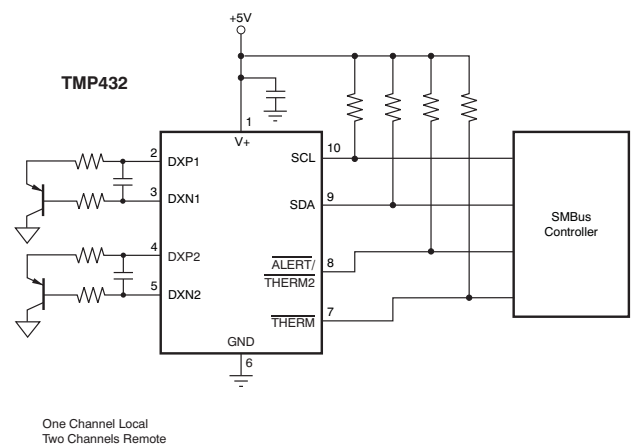 +5V
TMP432
1
V+
2
DXP1
3
DXN1
4
DXP2
5
DXN2
10
SCL
9
SDA
8
ALERT/
THERM2
7
THERM
GND
6
SMBus
Controller
One Channel Local
Two Channels Remote